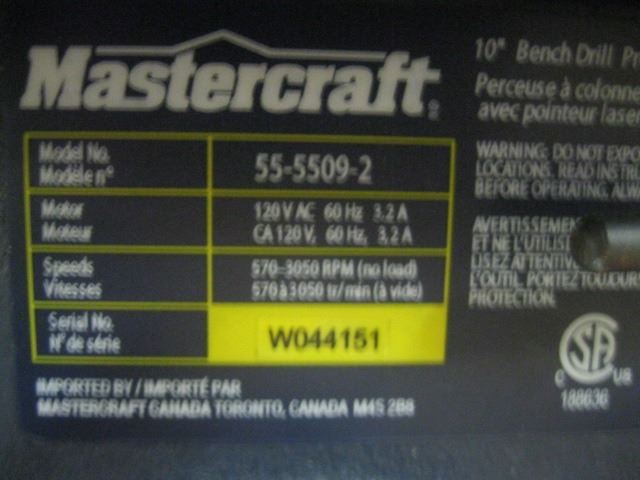 Mastercraft
10" Bench Drill Pr
Perceuse à colonne
avec pointeur laser
Model No. 55-5509-2
Modèle n°
Motor 120 V AC 60 Hz 3.2 A
Moteur CA 120 V, 60 Hz, 3,2 A
Speeds 570-3050 RPM (no load)
Vitesses 570 à 3050 tr/min (à vide)
Serial No. W044151
N° de série
IMPORTED BY / IMPORTÉ PAR
MASTERCRAFT CANADA TORONTO, CANADA M4S 2B8
WARNING: DO NOT EXPO
LOCATIONS. READ INSTRU
BEFORE OPERATING. ALW
AVERTISSEMEN
ET NE L'UTILIS
LISEZ ATTENTIV
L'OUTIL. PORTEZ TOUJOUR
PROTECTION.
CSA
C US
188636